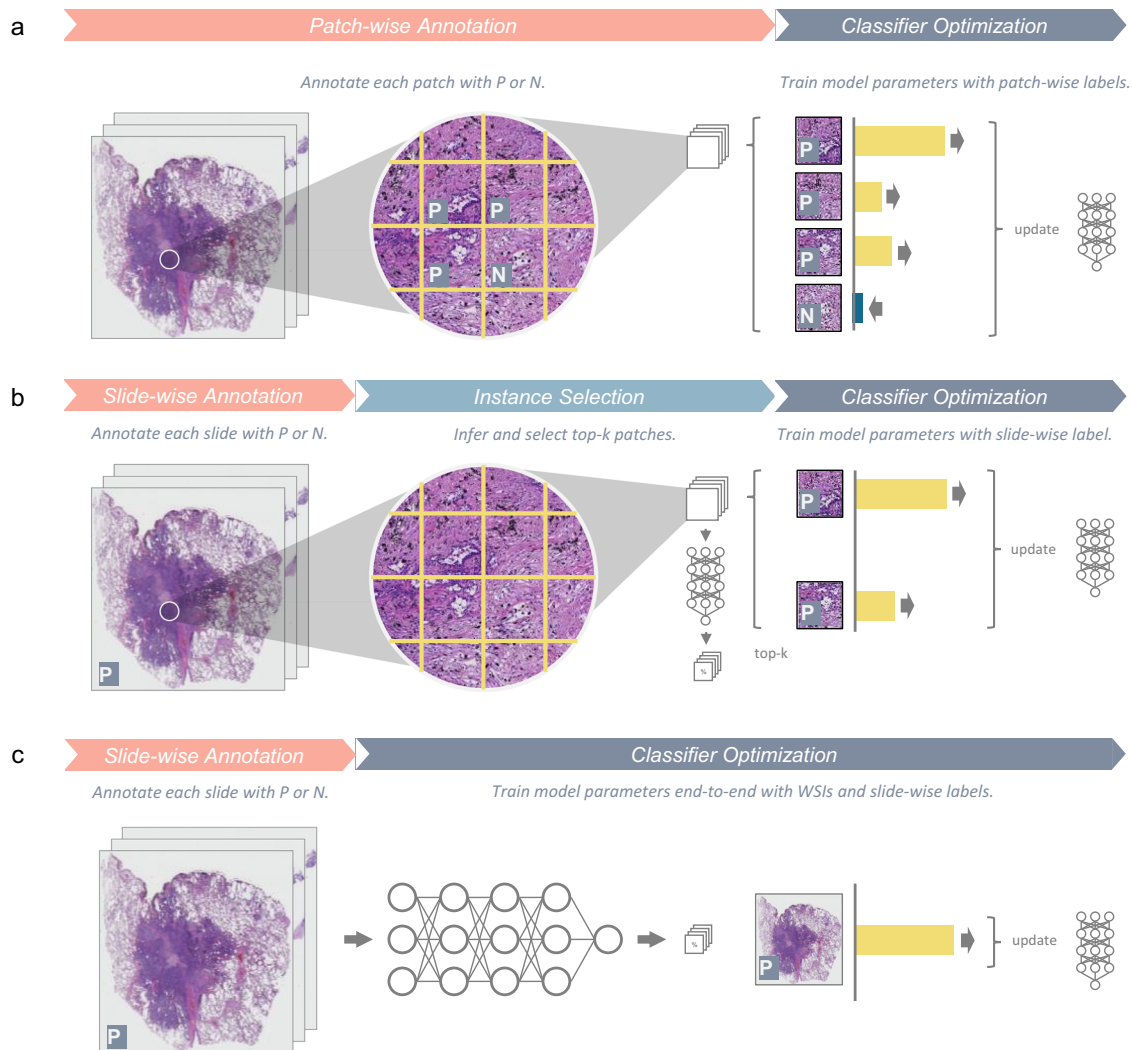 a
Patch-wise Annotation
Classifier Optimization
Annotate each patch with P or N.
Train model parameters with patch-wise labels.
P
P
P
N
P
P
P
N
update
b
Slide-wise Annotation
Instance Selection
Classifier Optimization
Annotate each slide with P or N.
Infer and select top-k patches.
Train model parameters with slide-wise label.
P
%
top-k
P
P
update
c
Slide-wise Annotation
Classifier Optimization
Annotate each slide with P or N.
Train model parameters end-to-end with WSIs and slide-wise labels.
P
%
P
update